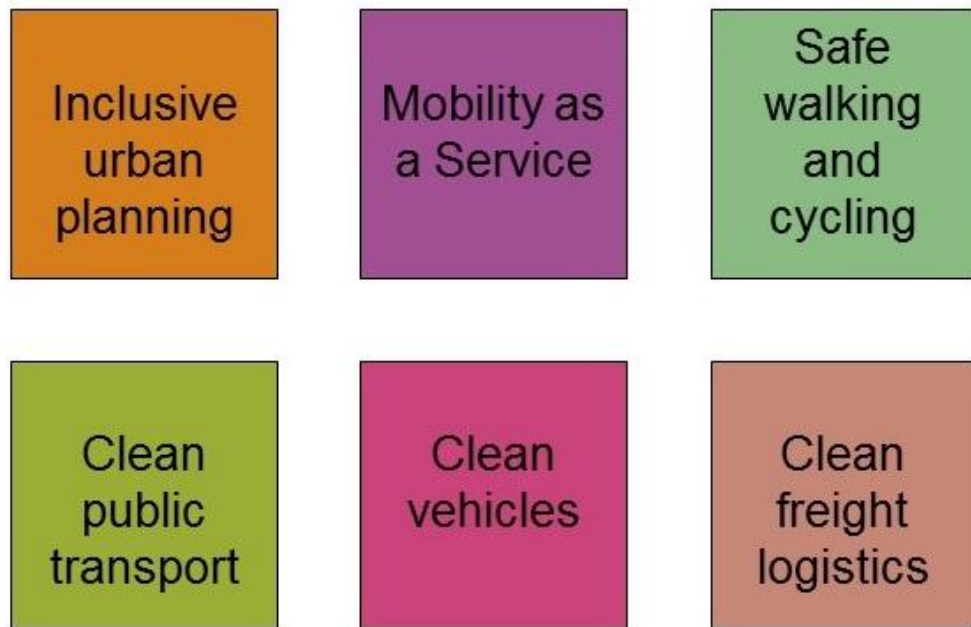 Inclusive
urban
planning
Mobility as
a Service
Safe
walking
and
cycling
Clean
public
transport
Clean
vehicles
Clean
freight
logistics